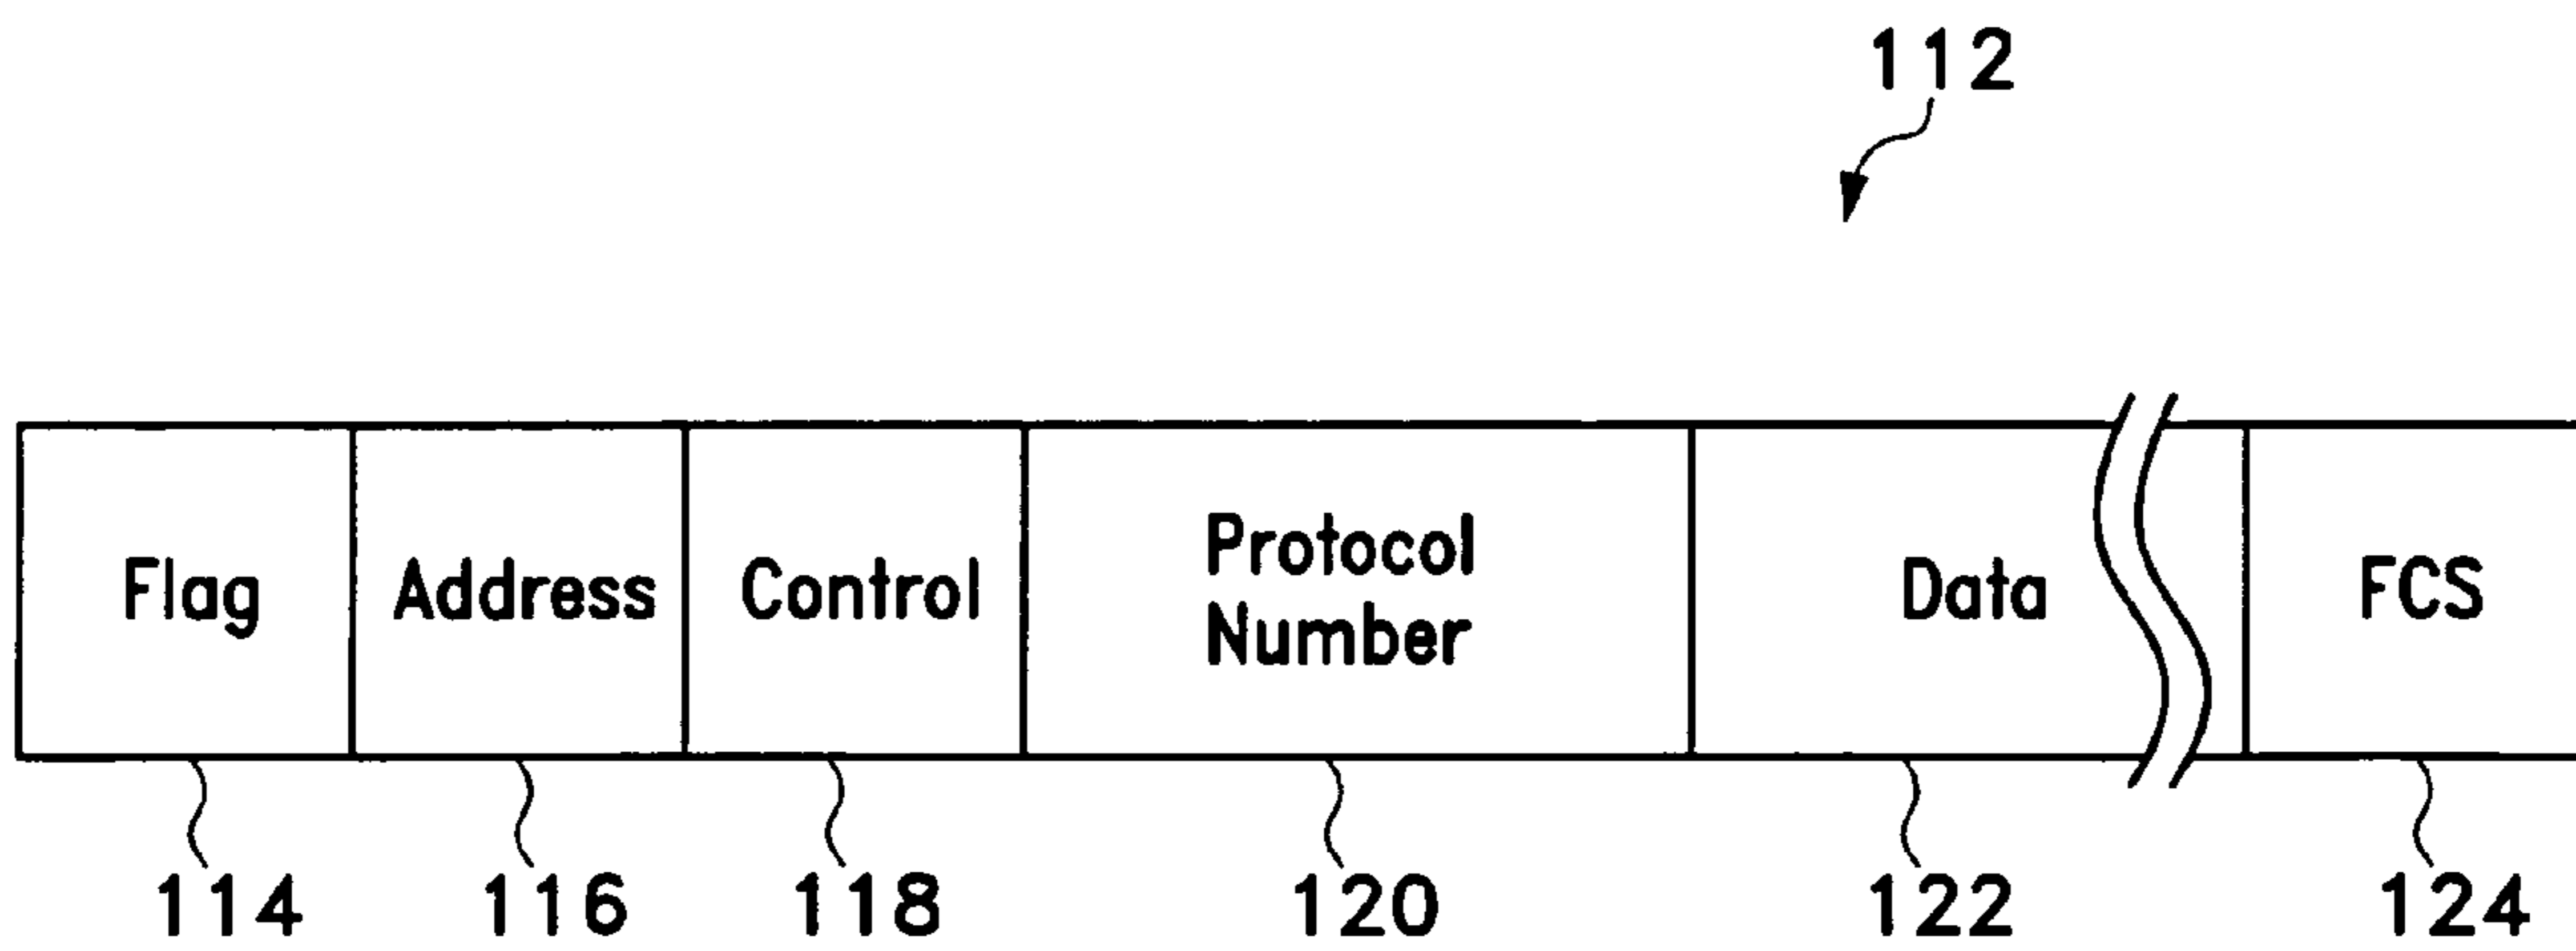 112
Flag
Address
Control
Protocol
Number
Data
FCS
114
116
118
120
122
124